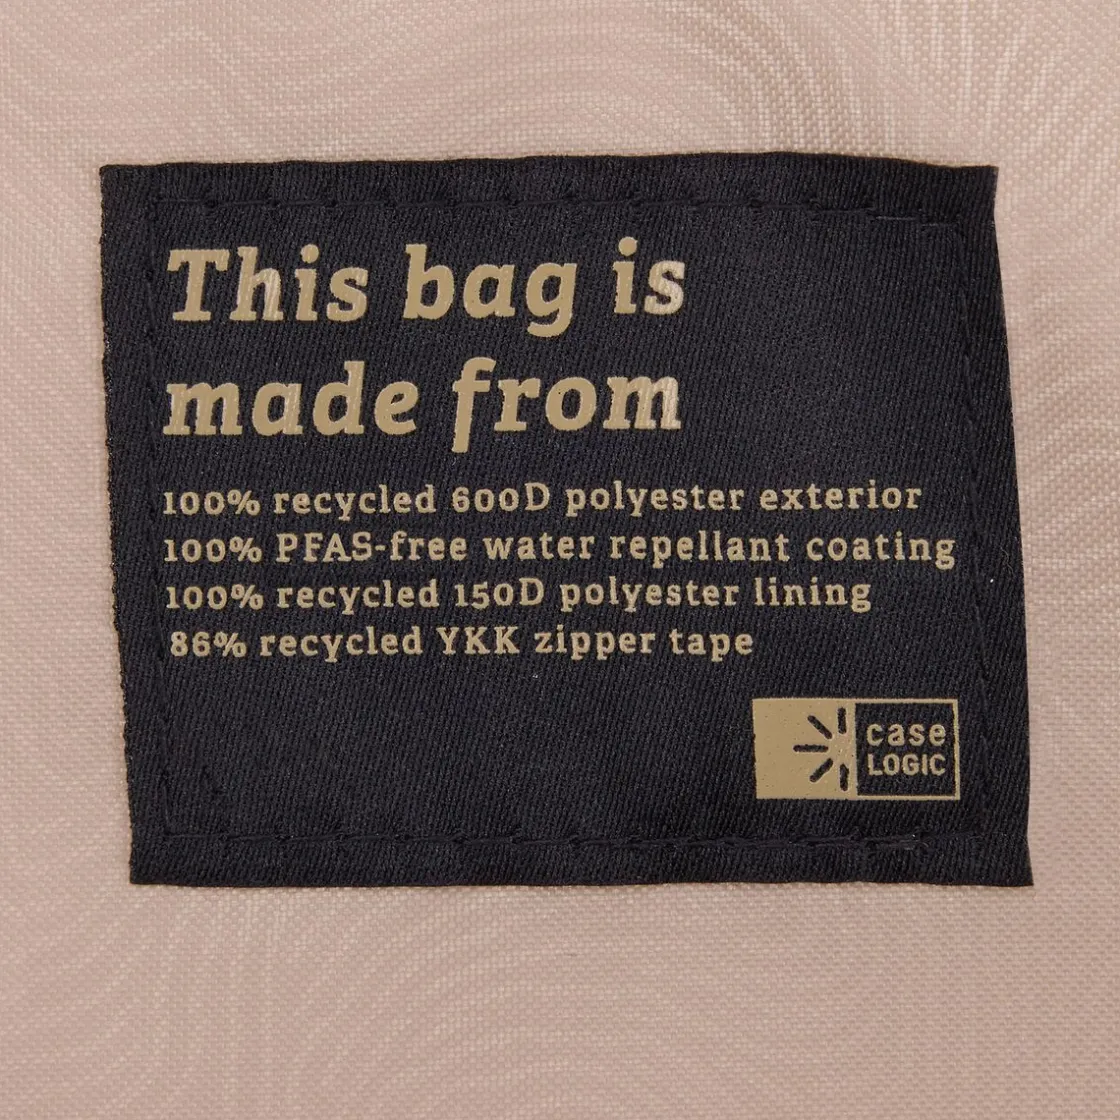 This bag is
made from
100% recycled 600D polyester exterior
100% PFAS-free water repellant coating
100% recycled 150D polyester lining
86% recycled YKK zipper tape
case
LOGIC